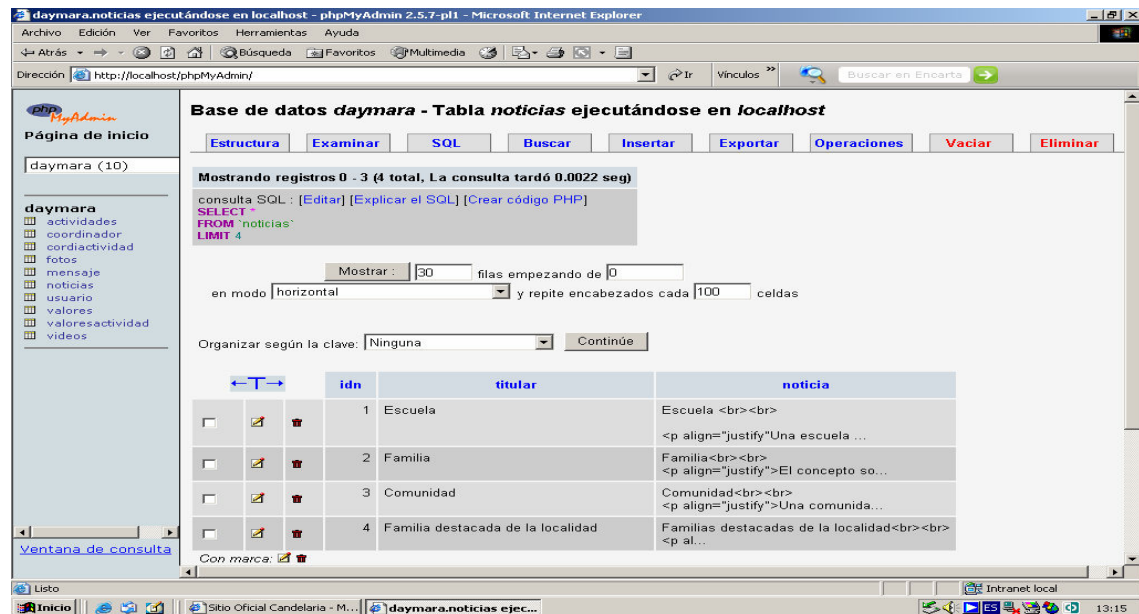 daymara.noticias ejecutándose en localhost - phpMyAdmin 2.5.7-pl1 - Microsoft Internet Explorer
Archivo Edición Ver Favoritos Herramientas Ayuda
Atrás Búsqueda Favoritos Multimedia
Dirección http://localhost/phpMyAdmin/ Ir Vínculos » Buscar en Encarta
php
MyAdmin
Página de inicio
daymara (10)
daymara
actividades
coordinador
cordiactividad
fotos
mensaje
noticias
usuario
valores
valoresactividad
videos
Ventana de consulta
Base de datos daymara - Tabla noticias ejecutándose en localhost
Estructura Examinar SQL Buscar Insertar Exportar Operaciones Vaciar Eliminar
Mostrando registros 0 - 3 (4 total, La consulta tardó 0.0022 seg)
consulta SQL : [Editar] [Explicar el SQL] [Crear código PHP]
SELECT *
FROM `noticias`
LIMIT 4
Mostrar : 30 filas empezando de 0
en modo horizontal y repite encabezados cada 100 celdas
Organizar según la clave: Ninguna Continúe
←T→ idn titular noticia
1 Escuela Escuela <br><br>
<p align="justify"Una escuela ...
2 Familia Familia<br><br>
<p align="justify">El concepto so...
3 Comunidad Comunidad<br><br>
<p align="justify">Una comunida...
4 Familia destacada de la localidad Familias destacadas de la localidad<br><br>
<p al...
Con marca:
Listo Intranet local
Inicio Sitio Oficial Candelaria - M... daymara.noticias ejec... ES 13:15